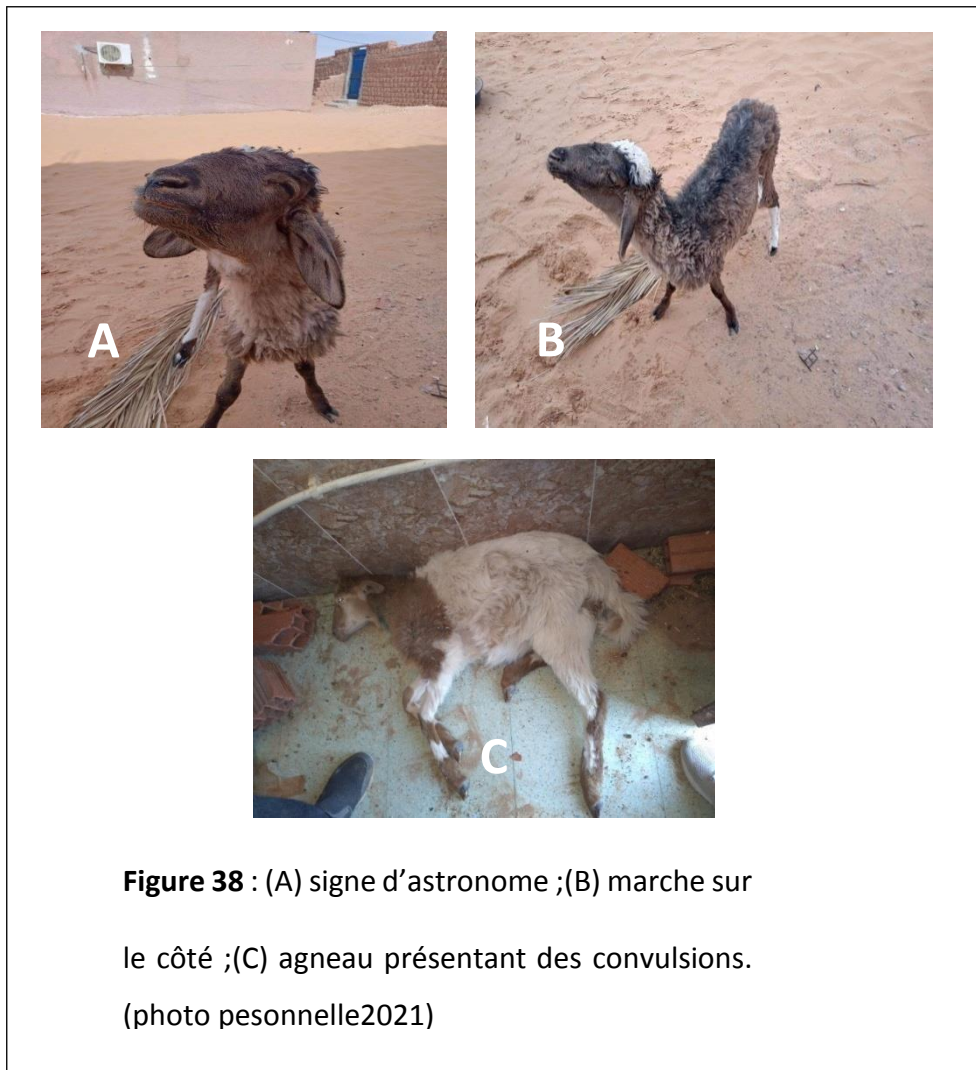 A
B
C
Figure 38 : (A) signe d’astronome ;(B) marche sur
le côté ;(C) agneau présentant des convulsions.
(photo pesonnelle2021)